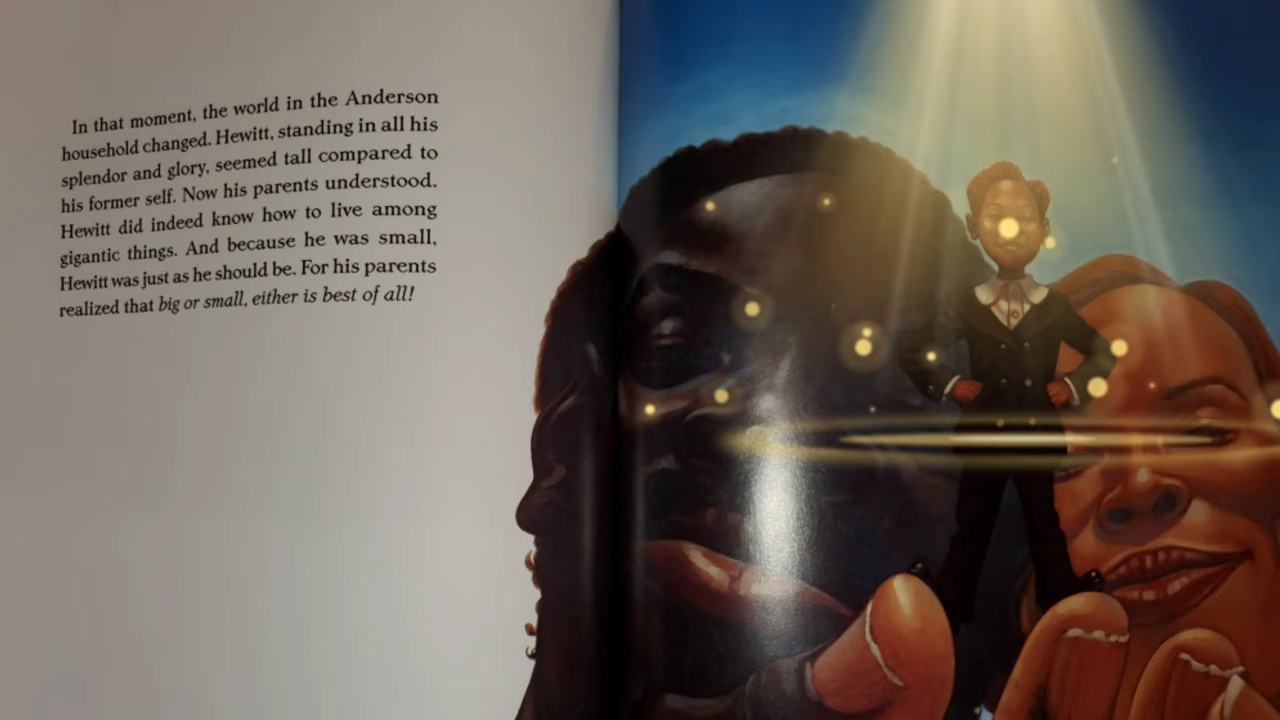 In that moment, the world in the Anderson
household changed. Hewitt, standing in all his
splendor and glory, seemed tall compared to
his former self. Now his parents understood.
Hewitt did indeed know how to live among
gigantic things. And because he was small,
Hewitt was just as he should be. For his parents
realized that big or small, either is best of all!